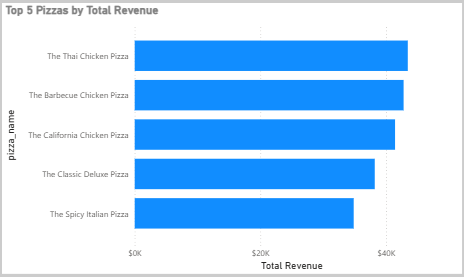 Top 5 Pizzas by Total Revenue
The Thai Chicken Pizza
The Barbecue Chicken Pizza
The California Chicken Pizza
The Classic Deluxe Pizza
The Spicy Italian Pizza
pizza_name
$0K $20K $40K
Total Revenue